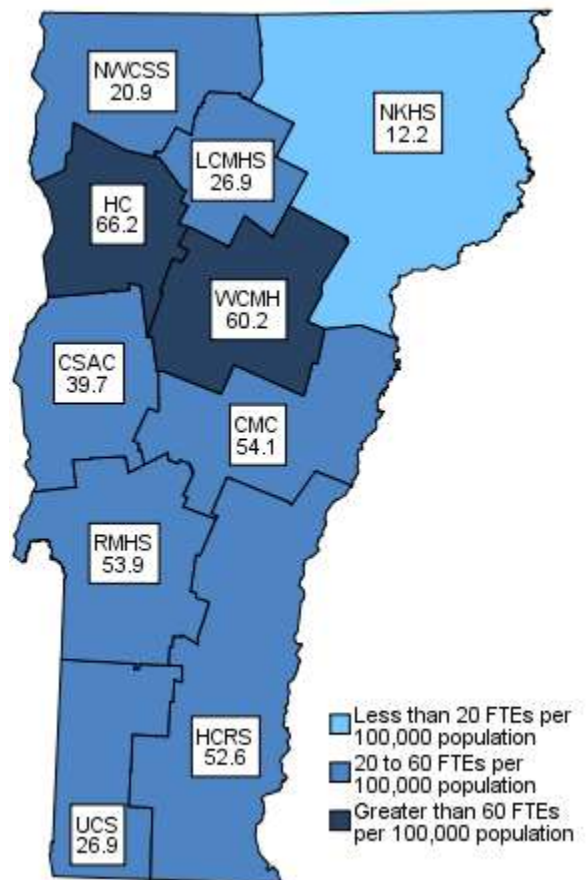 NWCSS
20.9
NKHS
12.2
LCMHS
26.9
HC
66.2
WCMH
60.2
CSAC
39.7
CMC
54.1
RMHS
53.9
HCRS
52.6
UCS
26.9
Less than 20 FTEs per
100,000 population
20 to 60 FTEs per
100,000 population
Greater than 60 FTEs
per 100,000 population